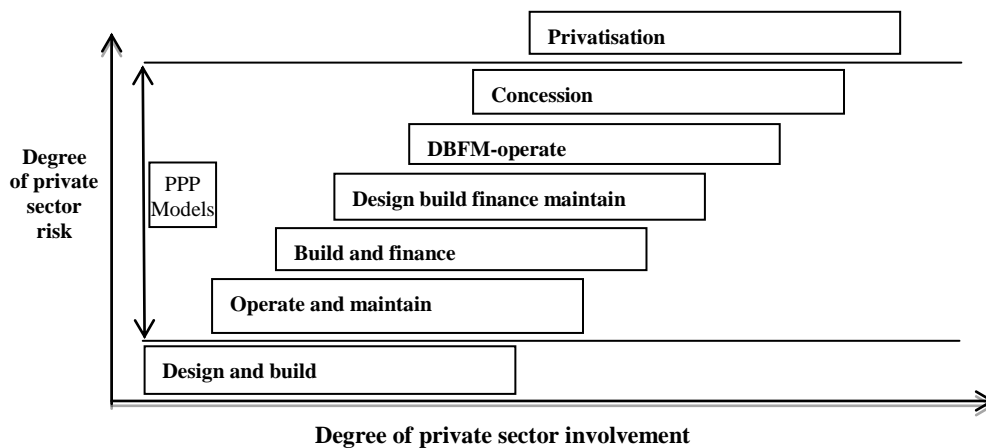 Privatisation
Concession
DBFM-operate
Degree
of private
sector
risk
PPP
Models
Design build finance maintain
Build and finance
Operate and maintain
Design and build
Degree of private sector involvement